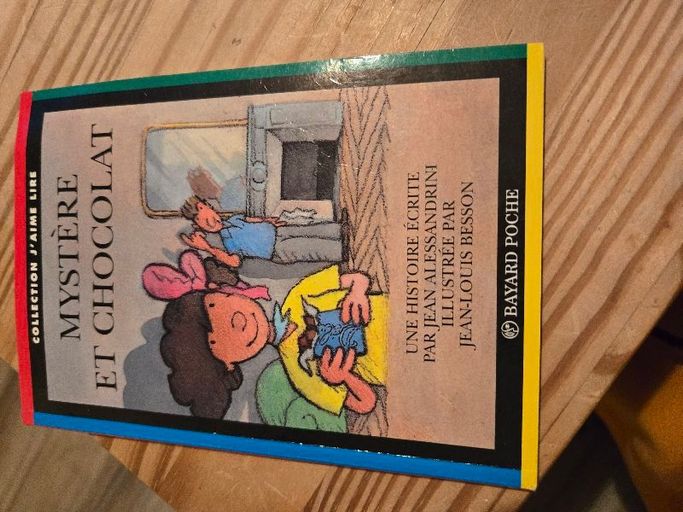 COLLECTION J'AIME LIRE
MYSTÈRE
ET CHOCOLAT
UNE HISTOIRE ÉCRITE
PAR JEAN ALESSANDRINI
ILLUSTRÉE PAR
JEAN-LOUIS BESSON
BAYARD POCHE